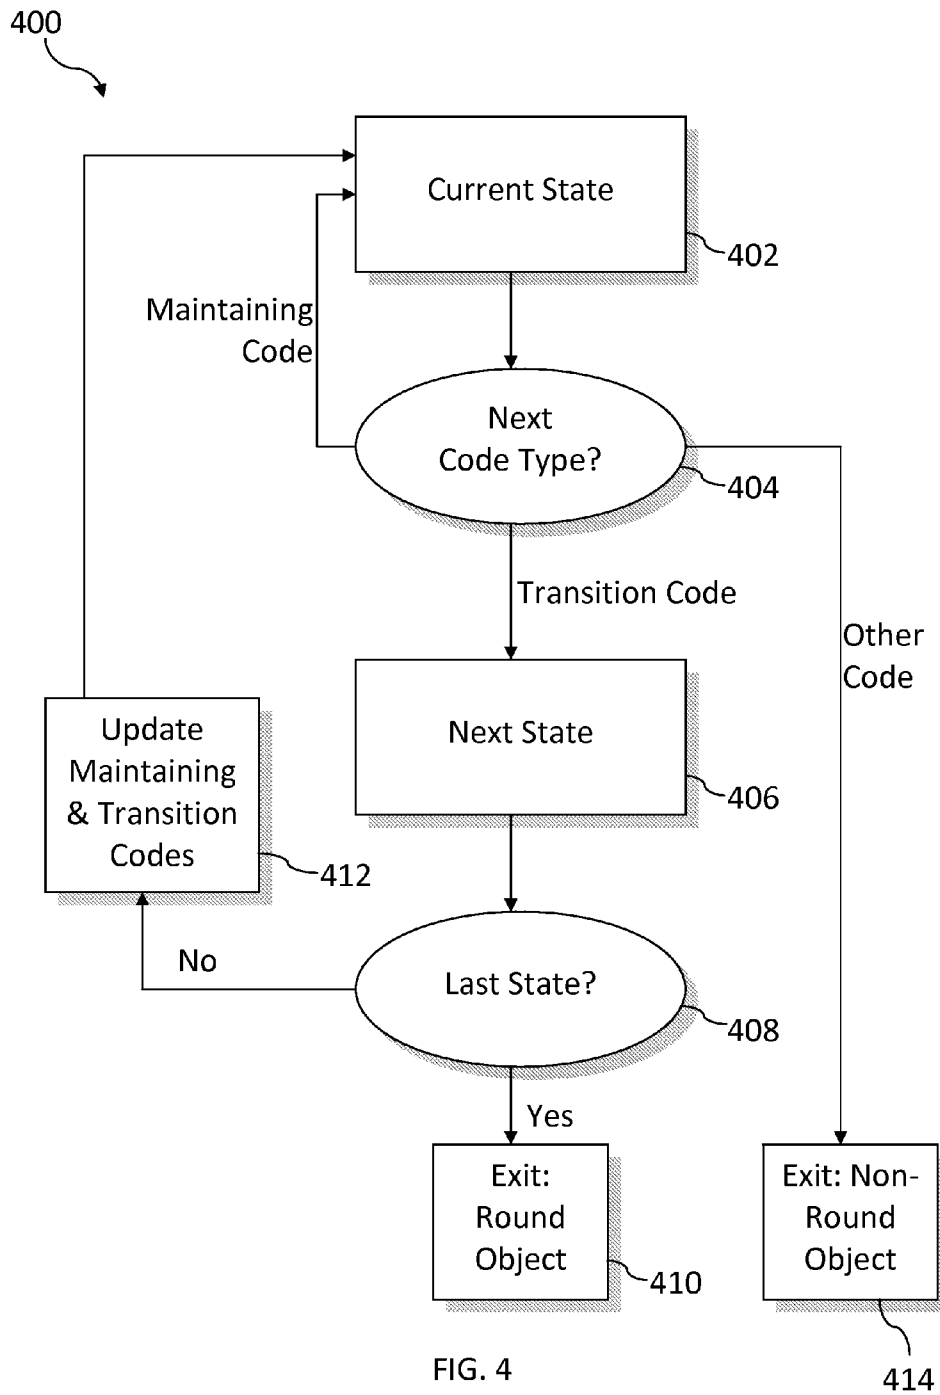 400
Current State
402
Maintaining
Code
Next
Code Type?
404
Transition Code
Other
Code
Next State
406
Update
Maintaining
& Transition
Codes
412
No
Last State?
408
Yes
Exit:
Round
Object
410
Exit: Non-
Round
Object
414
FIG. 4